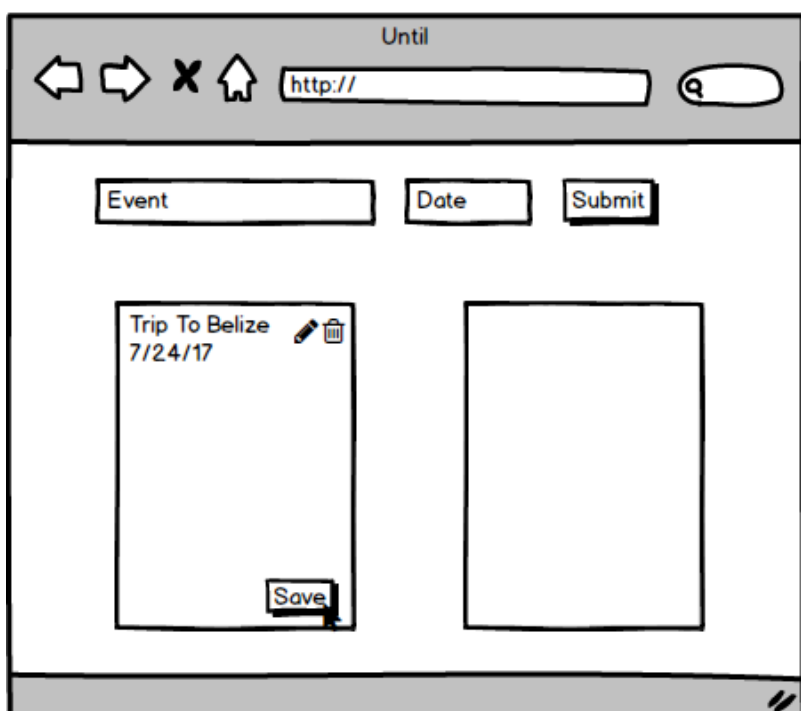 Until
http://
Event
Date
Submit
Trip To Belize
7/24/17
Save